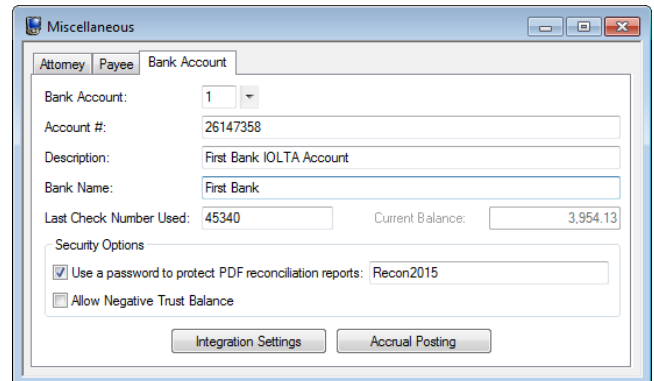 Miscellaneous
Attorney Payee Bank Account
Bank Account: 1
Account #: 26147358
Description: First Bank IOLTA Account
Bank Name: First Bank
Last Check Number Used: 45340 Current Balance: 3,954.13
Security Options
Use a password to protect PDF reconciliation reports: Recon2015
Allow Negative Trust Balance
Integration Settings Accrual Posting